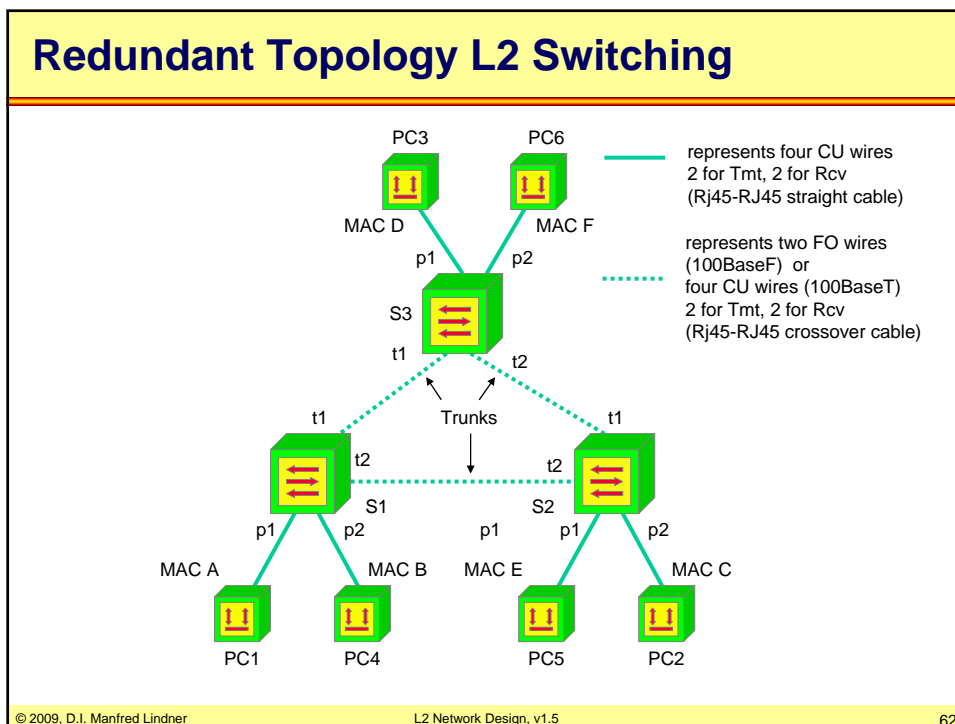 Redundant Topology L2 Switching
PC3
PC6
represents four CU wires
2 for Tmt, 2 for Rcv
(Rj45-RJ45 straight cable)
MAC D
MAC F
represents two FO wires
(100BaseF) or
four CU wires (100BaseT)
2 for Tmt, 2 for Rcv
(Rj45-RJ45 crossover cable)
p1
p2
S3
t1
t2
t1
Trunks
t1
t2
t2
S1
S2
p1
p2
p1
p1
p2
MAC A
MAC B
MAC E
MAC C
PC1
PC4
PC5
PC2
© 2009, D.I. Manfred Lindner
L2 Network Design, v1.5
62